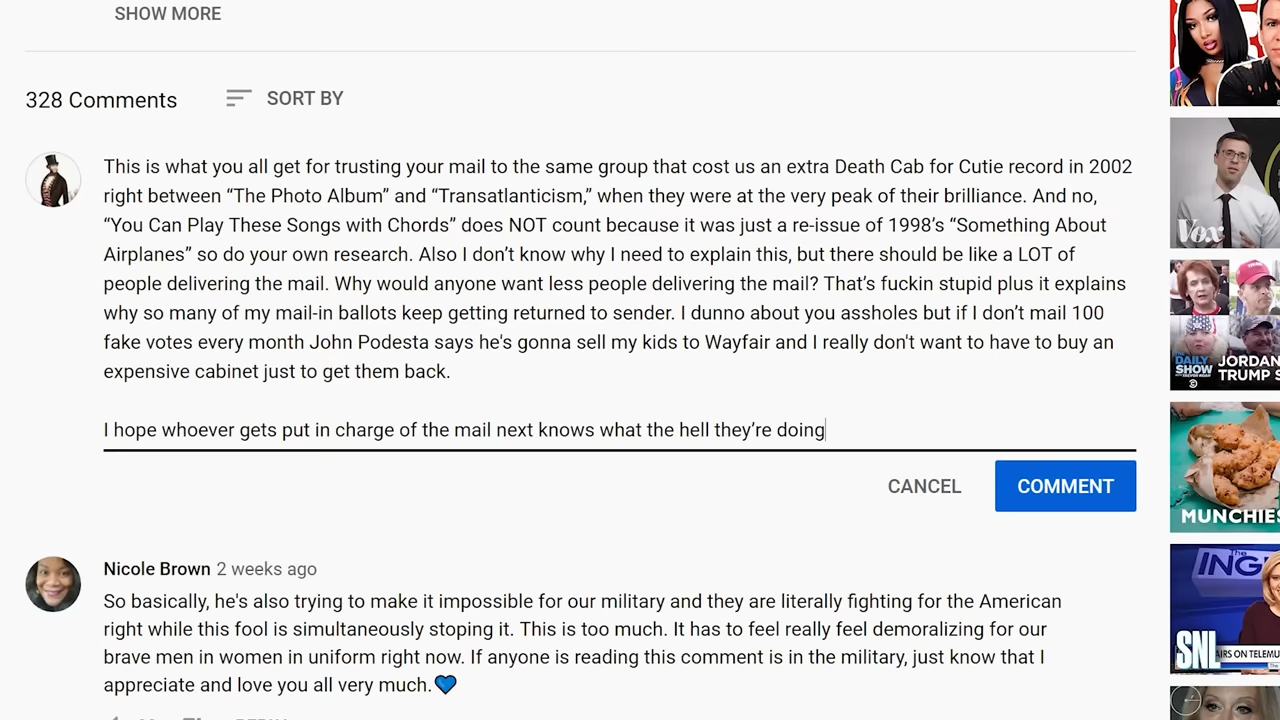 SHOW MORE
328 Comments
SORT BY
This is what you all get for trusting your mail to the same group that cost us an extra Death Cab for Cutie record in 2002
right between “The Photo Album” and “Transatlanticism,” when they were at the very peak of their brilliance. And no,
“You Can Play These Songs with Chords” does NOT count because it was just a re-issue of 1998’s “Something About
Airplanes” so do your own research. Also I don’t know why I need to explain this, but there should be like a LOT of
people delivering the mail. Why would anyone want less people delivering the mail? That’s fuckin stupid plus it explains
why so many of my mail-in ballots keep getting returned to sender. I dunno about you assholes but if I don’t mail 100
fake votes every month John Podesta says he's gonna sell my kids to Wayfair and I really don't want to have to buy an
expensive cabinet just to get them back.
I hope whoever gets put in charge of the mail next knows what the hell they’re doing
CANCEL
COMMENT
Nicole Brown 2 weeks ago
So basically, he's also trying to make it impossible for our military and they are literally fighting for the American
right while this fool is simultaneously stoping it. This is too much. It has to feel really feel demoralizing for our
brave men in women in uniform right now. If anyone is reading this comment is in the military, just know that I
appreciate and love you all very much.💙
Vox
THE
DAILY
SHOW
JORDAN
TRUMP S
MUNCHIES
The
ING
SNL
AIRS ON TELEMU